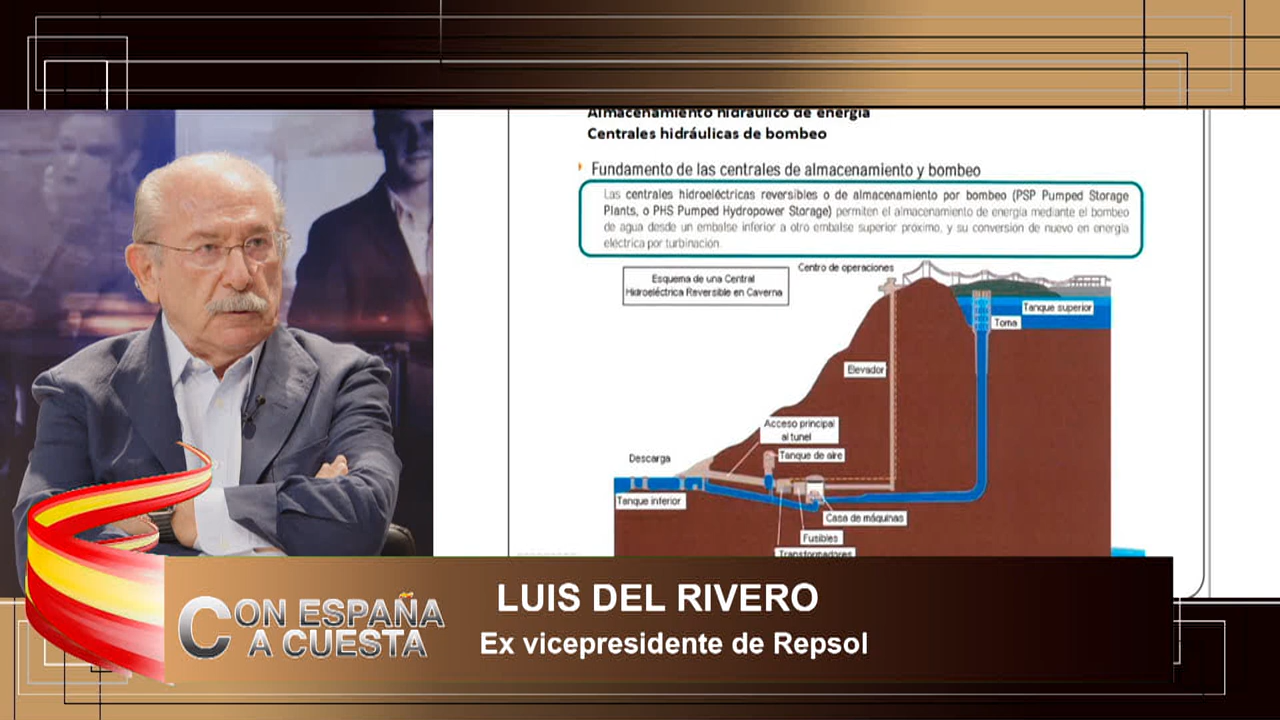 Almacenamiento hidráulico de energía
Centrales hidráulicas de bombeo
Fundamento de las centrales de almacenamiento y bombeo
Las centrales hidroeléctricas reversibles o de almacenamiento por bombeo (PSP Pumped Storage
Plants, o PHS Pumped Hydropower Storage) permiten el almacenamiento de energía mediante el bombeo
de agua desde un embalse inferior a otro embalse superior próximo, y su conversión de nuevo en energía
eléctrica por turbinación.
Esquema de una Central
Hidroeléctrica Reversible en Caverna
Centro de operaciones
Tanque superior
Toma
Elevador
Acceso principal
al tunel
Tanque de aire
Descarga
Tanque inferior
Casa de máquinas
Fusibles
Transformadores
CON ESPAÑA
A CUESTA
LUIS DEL RIVERO
Ex vicepresidente de Repsol